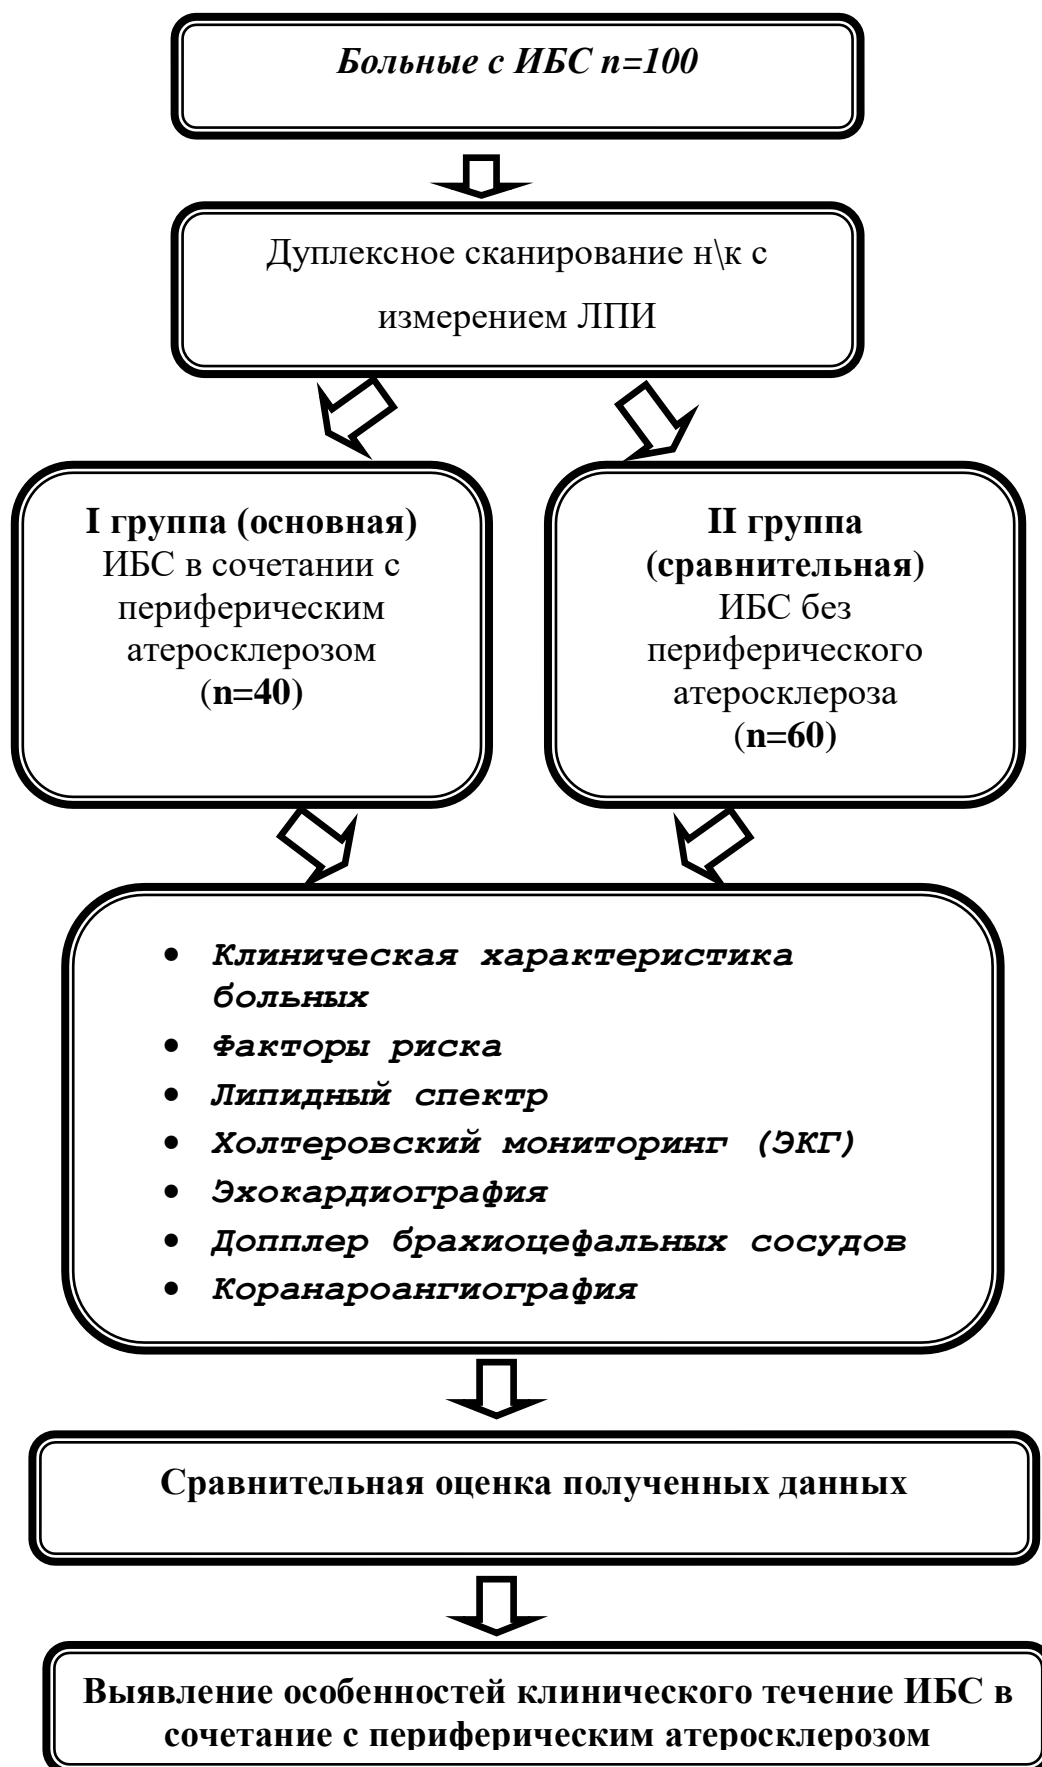 Больные с ИБС n=100
Дуплексное сканирование н\к с
измерением ЛПИ
I группа (основная)
ИБС в сочетании с
периферическим
атеросклерозом
(n=40)
II группа
(сравнительная)
ИБС без
периферического
атеросклероза
(n=60)
• Клиническая характеристика
больных
• Факторы риска
• Липидный спектр
• Холтеровский мониторинг (ЭКГ)
• Эхокардиография
• Допплер брахиоцефальных сосудов
• Коранароангиография
Сравнительная оценка полученных данных
Выявление особенностей клинического течение ИБС в
сочетание с периферическим атеросклерозом